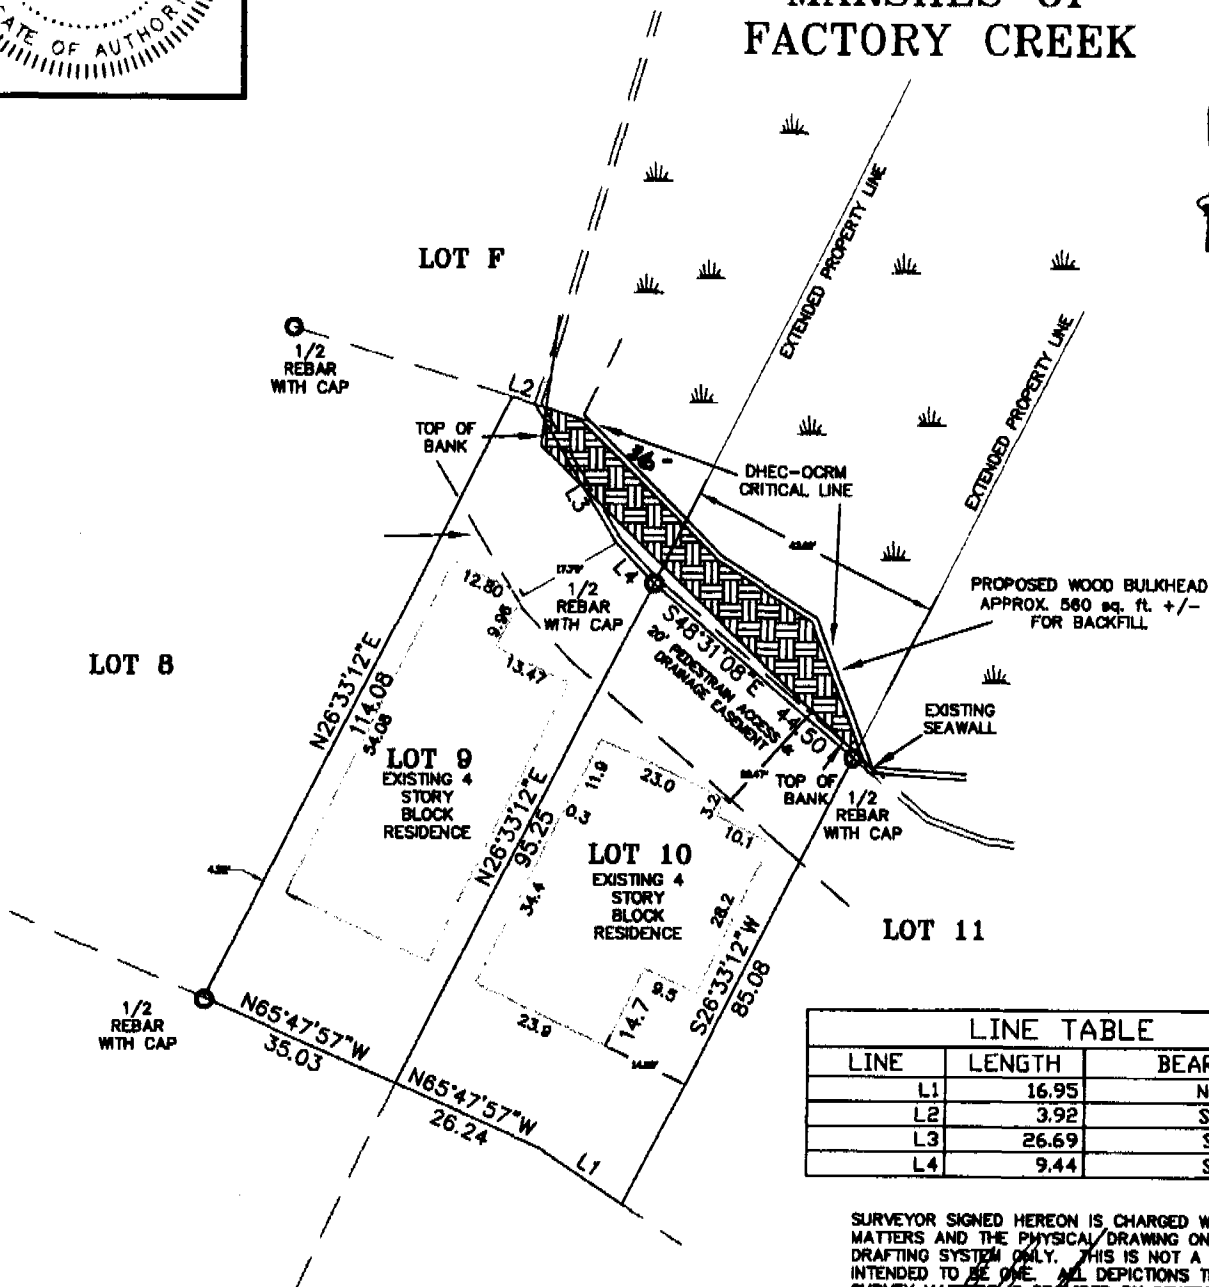 ATE OF AUTHOR
MARSHES OF
FACTORY CREEK
LOT F
EXTENDED PROPERTY LINE
EXTENDED PROPERTY LINE
1/2
REBAR
WITH CAP
L2
TOP OF
BANK
DHEC-OCRM
CRITICAL LINE
L3
L4
17.79'
1/2
REBAR
WITH CAP
PROPOSED WOOD BULKHEAD
APPROX. 560 sq. ft. +/-
FOR BACKFILL
12.80
9.96
13.47
S48°31'08"E
44.50
20' PEDESTRAIN ACCESS &
DRAINAGE EASEMENT
LOT 8
N26°33'12"E
114.08
54.08
EXISTING
SEAWALL
LOT 9
EXISTING 4
STORY
BLOCK
RESIDENCE
TOP OF
BANK
1/2
REBAR
WITH CAP
11.9
23.0
3.2
10.1
0.3
N26°33'12"E
95.25
LOT 10
EXISTING 4
STORY
BLOCK
RESIDENCE
34.4
28.2
LOT 11
S26°33'12"W
85.08
9.5
14.7
23.9
1/2
REBAR
WITH CAP
N65°47'57"W
35.03
N65°47'57"W
26.24
L1
LINE TABLE
LINE LENGTH BEAR
L1 16.95 N
L2 3.92 S
L3 26.69 S
L4 9.44 S
SURVEYOR SIGNED HEREON IS CHARGED W
MATTERS AND THE PHYSICAL DRAWING ON
DRAFTING SYSTEM ONLY. THIS IS NOT A
INTENDED TO BE ONE. ALL DEPICTIONS T